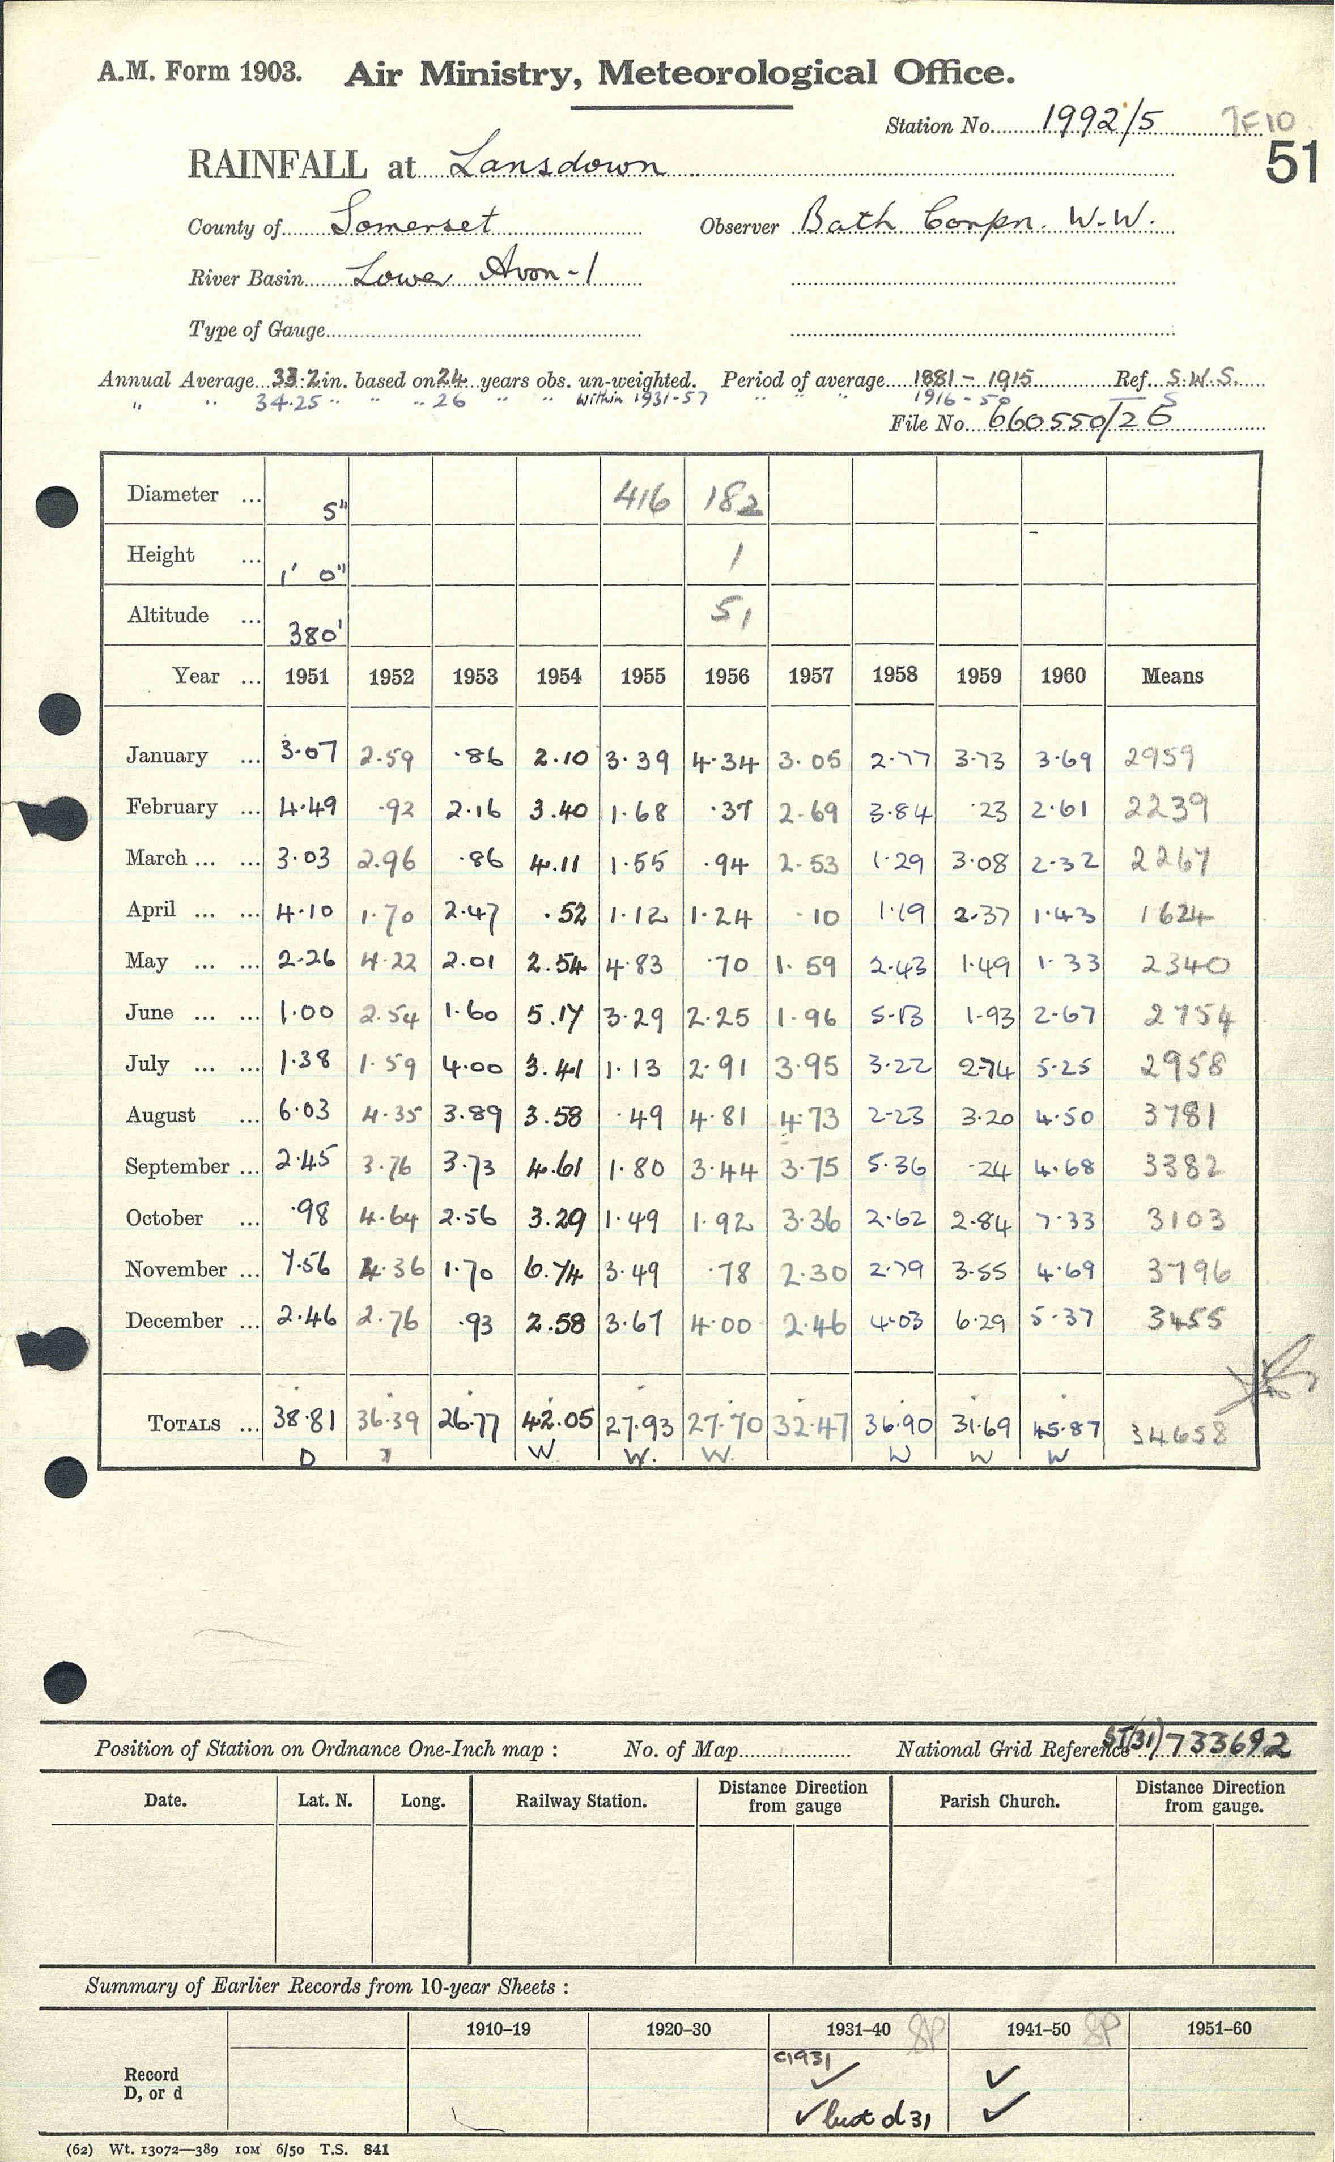 A.M. Form 1903. Air Ministry, Meteorological Office.
Station No. 1992/5
51
RAINFALL at Lansdown
County of Somerset Observer Bath Corpn. W.W.
River Basin Lower Avon-1
Type of Gauge
Annual Average 33.2 in. based on 24 years obs. un-weighted. Period of average 1881-1915 Ref. S.W.S.
" " 34.25 " " " 26 " " within 1931-57 " " " 1916-50 S
File No. 660550/26
Diameter ... 5" 416 182
Height ... 1' 0" 1
Altitude ... 380' 51
Year ... 1951 1952 1953 1954 1955 1956 1957 1958 1959 1960 Means
January ... 3.07 2.59 .86 2.10 3.39 4.34 3.05 2.77 3.73 3.69 2959
February ... 4.49 .92 2.16 3.40 1.68 .37 2.69 3.84 .23 2.61 2239
March ... ... 3.03 2.96 .86 4.11 1.55 .94 2.53 1.29 3.08 2.32 2267
April ... ... 4.10 1.70 2.47 .52 1.12 1.24 .10 1.19 2.37 1.43 1624
May ... ... 2.26 4.22 2.01 2.54 4.83 .70 1.59 2.43 1.49 1.33 2340
June ... ... 1.00 2.54 1.60 5.17 3.29 2.25 1.96 5.13 1.93 2.67 2754
July ... ... 1.38 1.59 4.00 3.41 1.13 2.91 3.95 3.22 2.74 5.25 2958
August ... 6.03 4.35 3.89 3.58 .49 4.81 4.73 2.23 3.20 4.50 3781
September ... 2.45 3.76 3.73 4.61 1.80 3.44 3.75 5.36 .24 4.68 3382
October ... .98 4.64 2.56 3.29 1.49 1.92 3.36 2.62 2.84 7.33 3103
November ... 7.56 4.36 1.70 6.74 3.49 .78 2.30 2.79 3.55 4.69 3796
December ... 2.46 2.76 .93 2.58 3.67 4.00 2.46 4.03 6.29 5.37 3455
TOTALS ... 38.81 36.39 26.77 42.05 27.93 27.70 32.47 36.90 31.69 45.87 34658
D W W. W. W W W
Position of Station on Ordnance One-Inch map : No. of Map National Grid Reference ST(31) 733692
Date. Lat. N. Long. Railway Station. Distance Direction from gauge Parish Church. Distance Direction from gauge.
Summary of Earlier Records from 10-year Sheets :
1910–19 1920–30 1931–40 1941–50 1951–60
Record D, or d
c1931
✓ ✓
✓ but d 31 ✓
(62) Wt. 13072—389 10M 6/50 T.S. 841